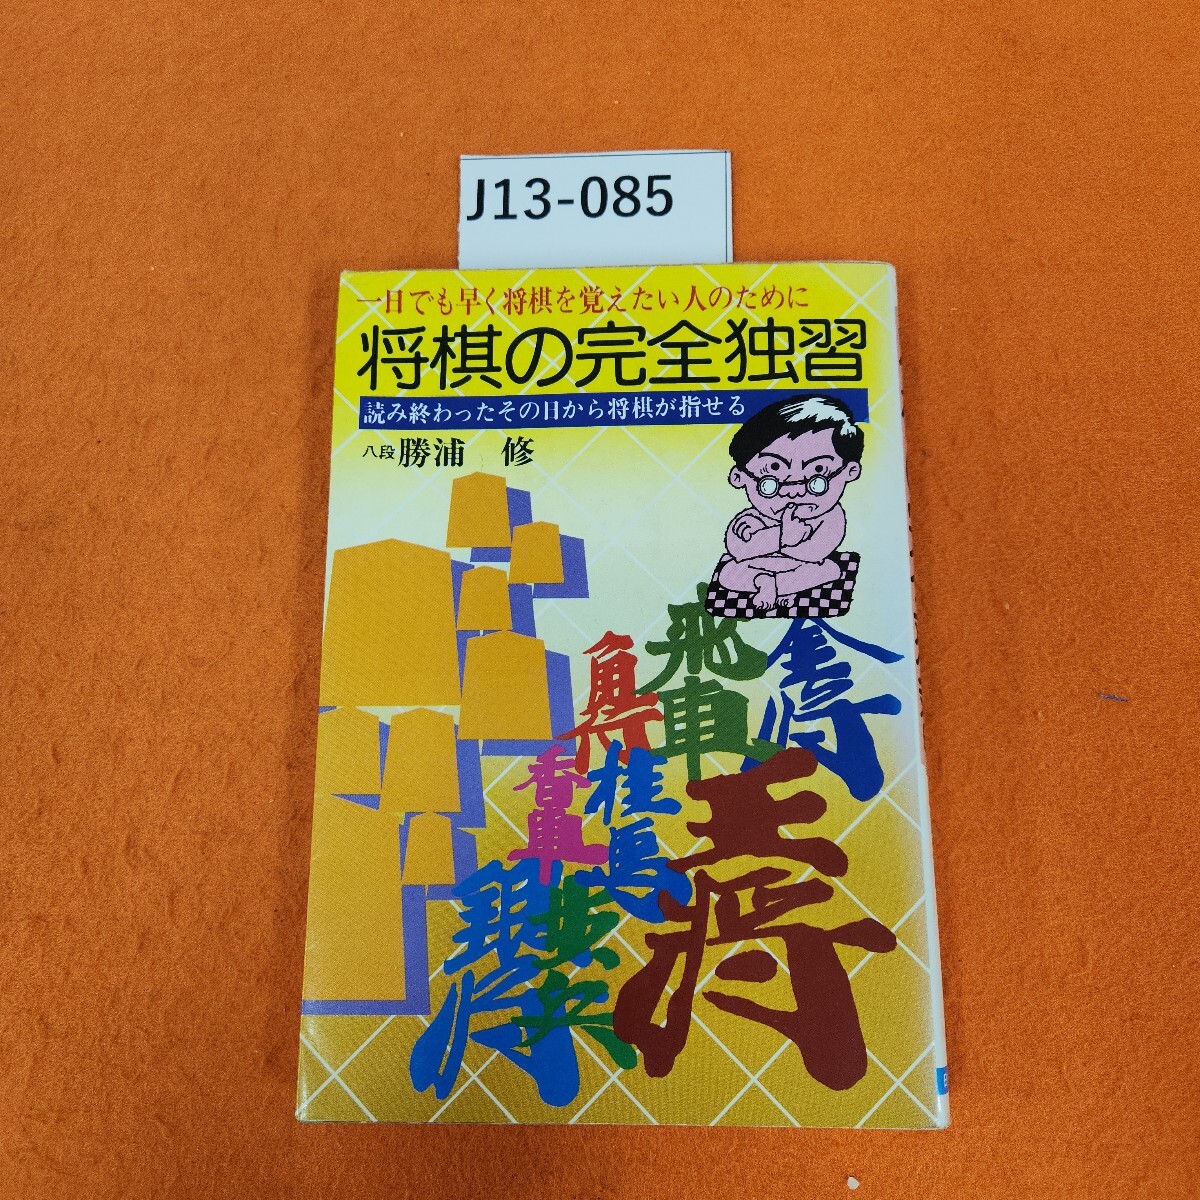 J13-085
一日でも早く将棋を覚えたい人のために
将棋の完全独習
読み終わったその日から将棋が指せる
八段 勝浦 修
飛車
角行
金将
香車
桂馬
王将
銀将
歩兵